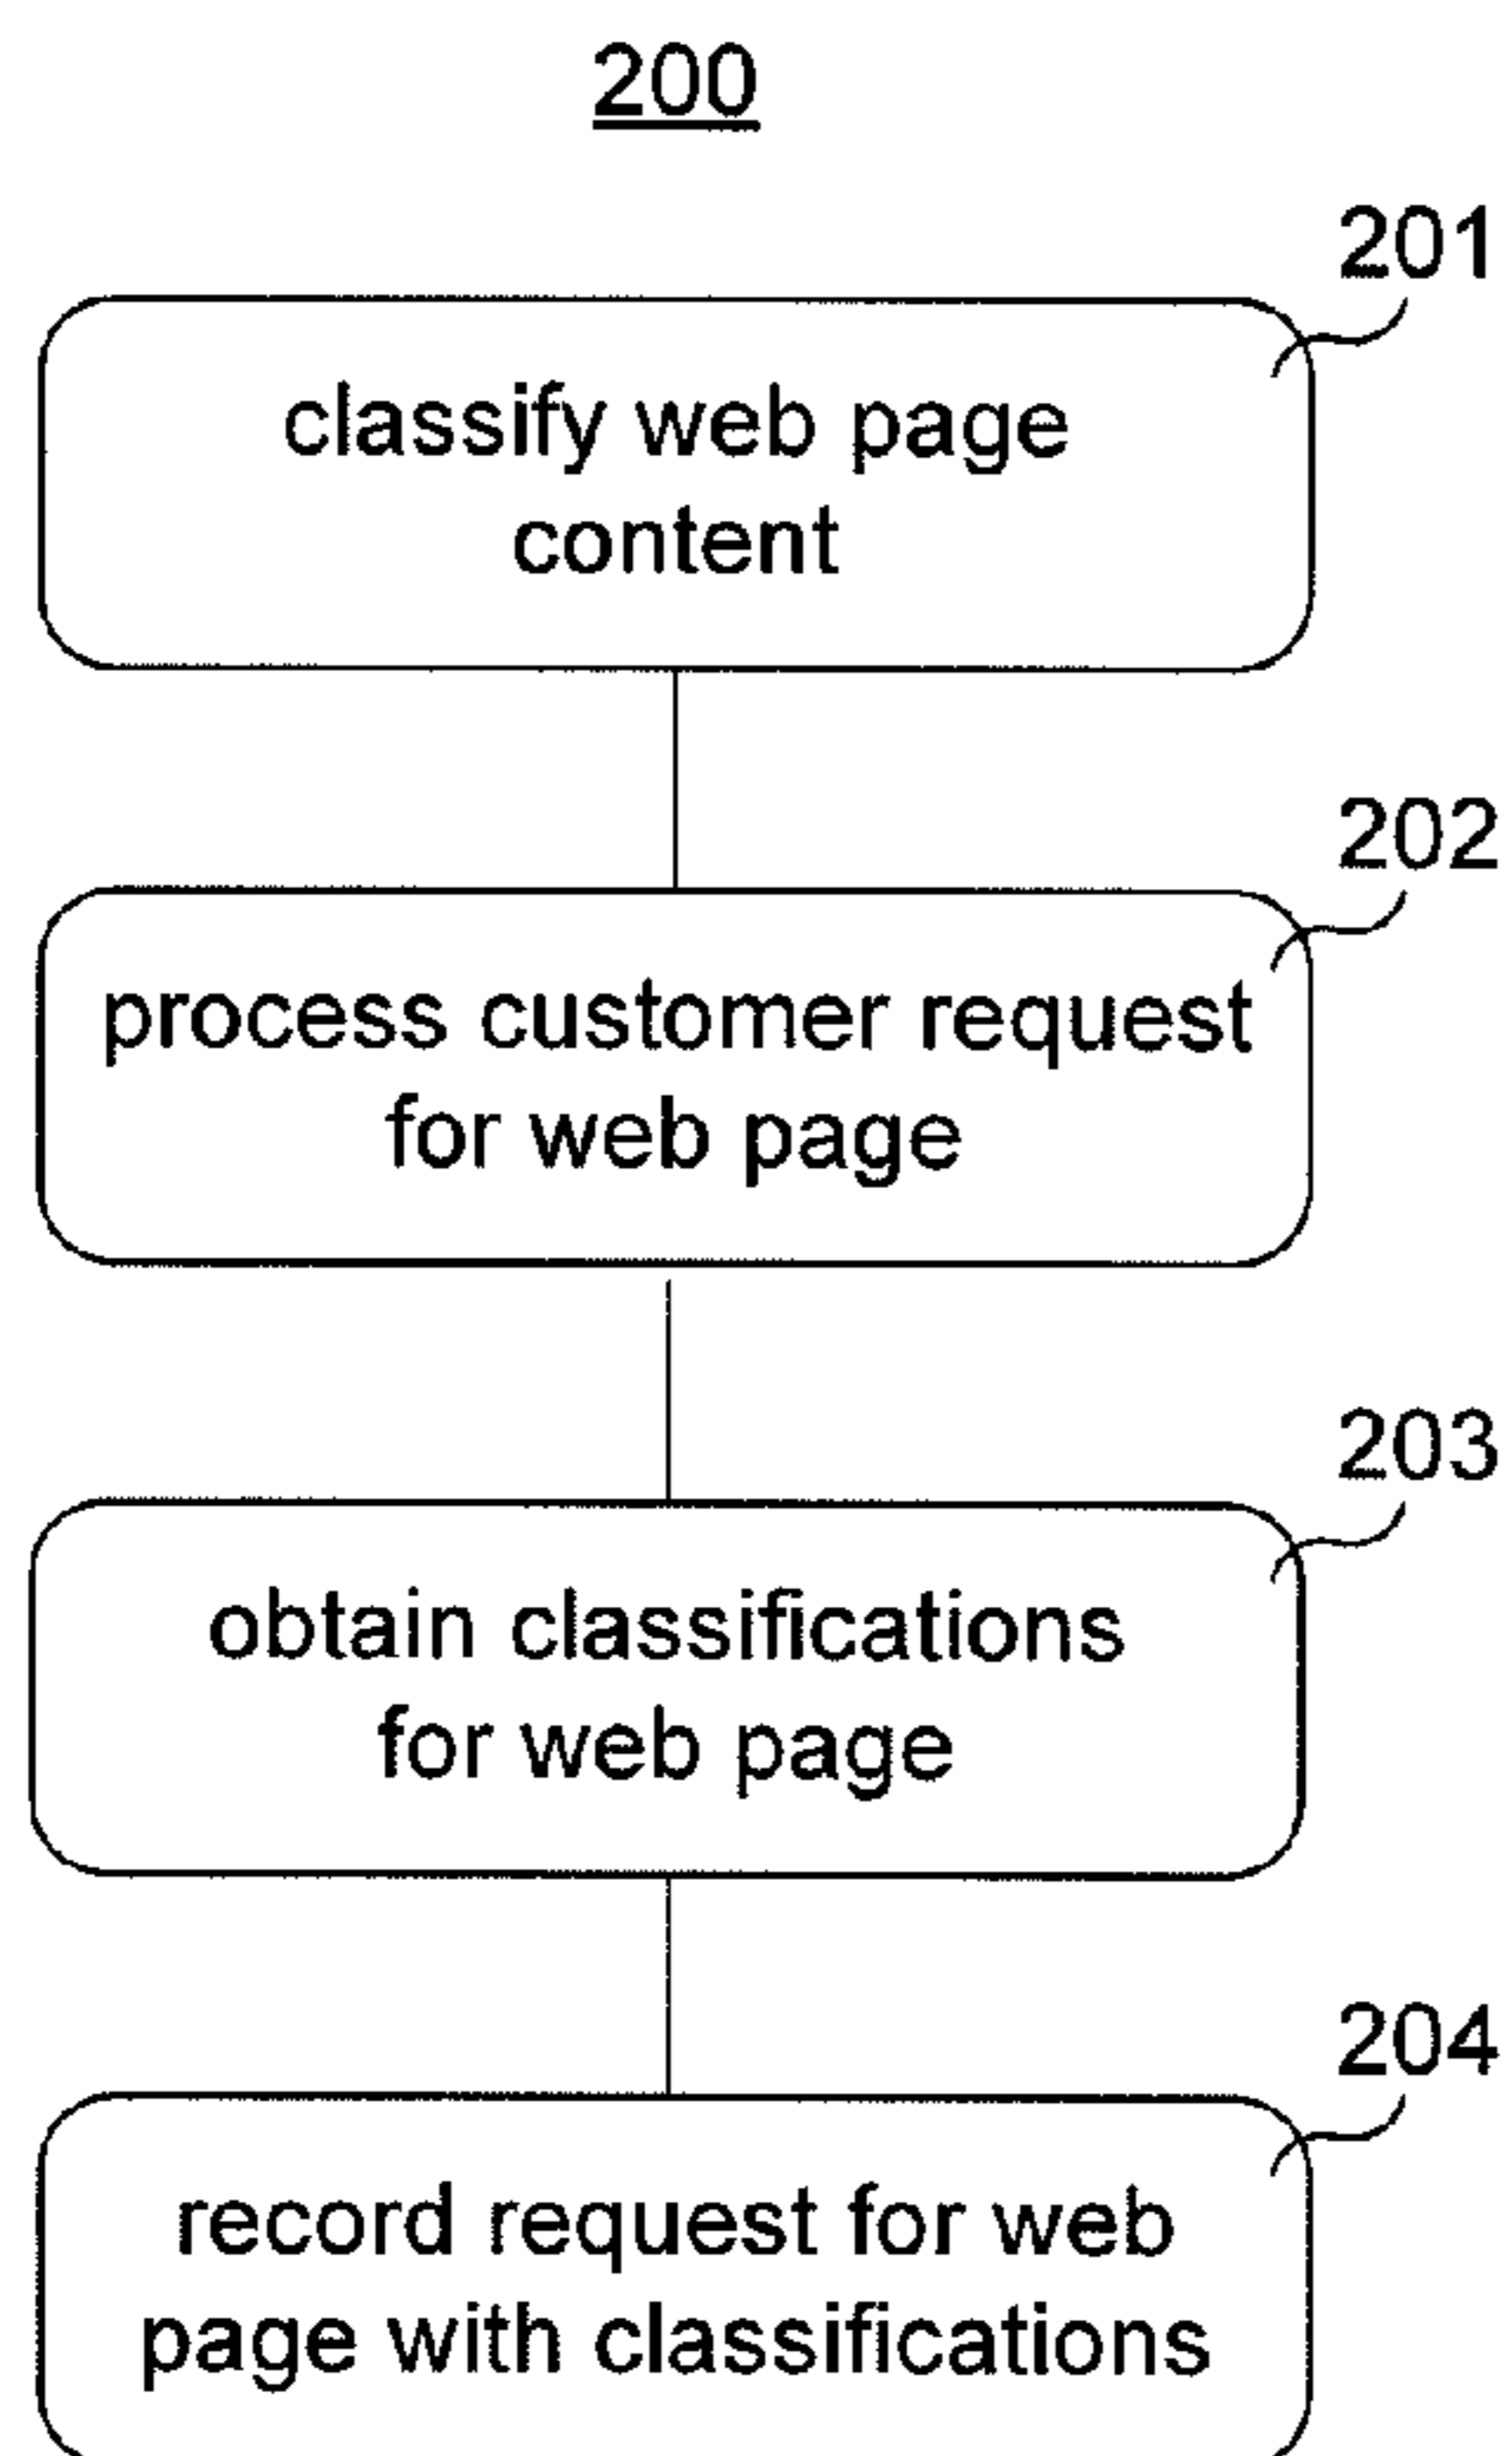 200
201
classify web page
content
202
process customer request
for web page
203
obtain classifications
for web page
204
record request for web
page with classifications